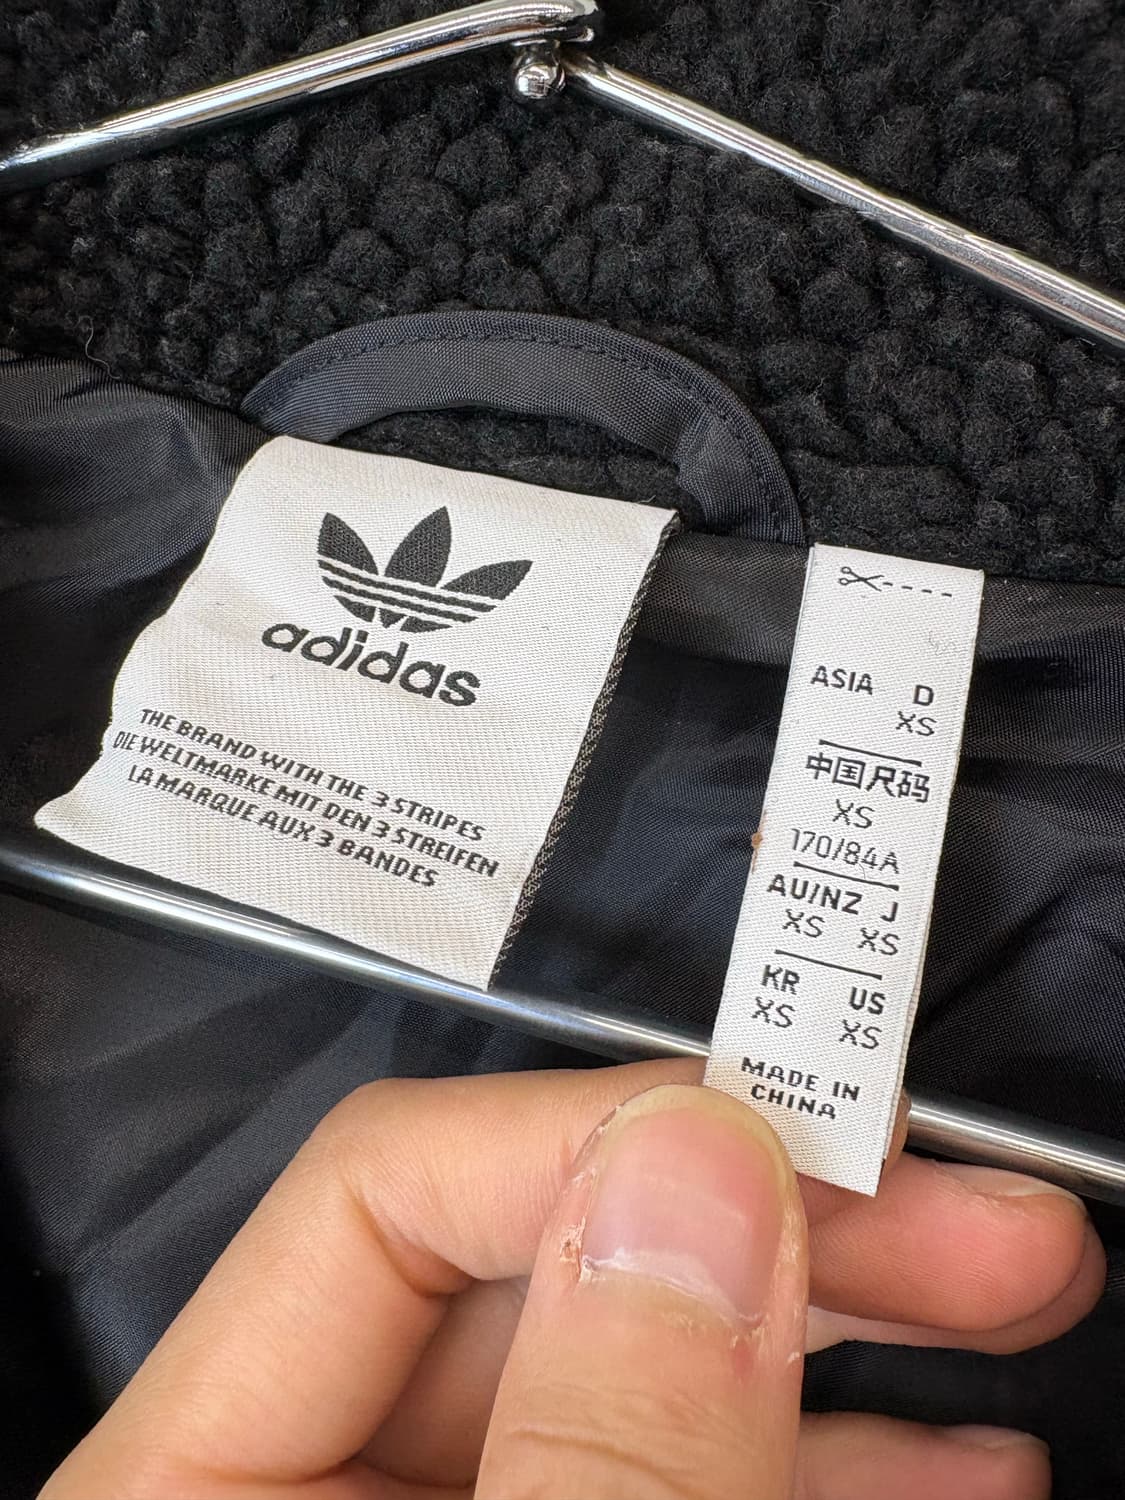 adidas
THE BRAND WITH THE 3 STRIPES
DIE WELTMARKE MIT DEN 3 STREIFEN
LA MARQUE AUX 3 BANDES
ASIA D
XS
中国尺码
XS
170/84A
AU/NZ J
XS XS
KR US
XS XS
MADE IN
CHINA